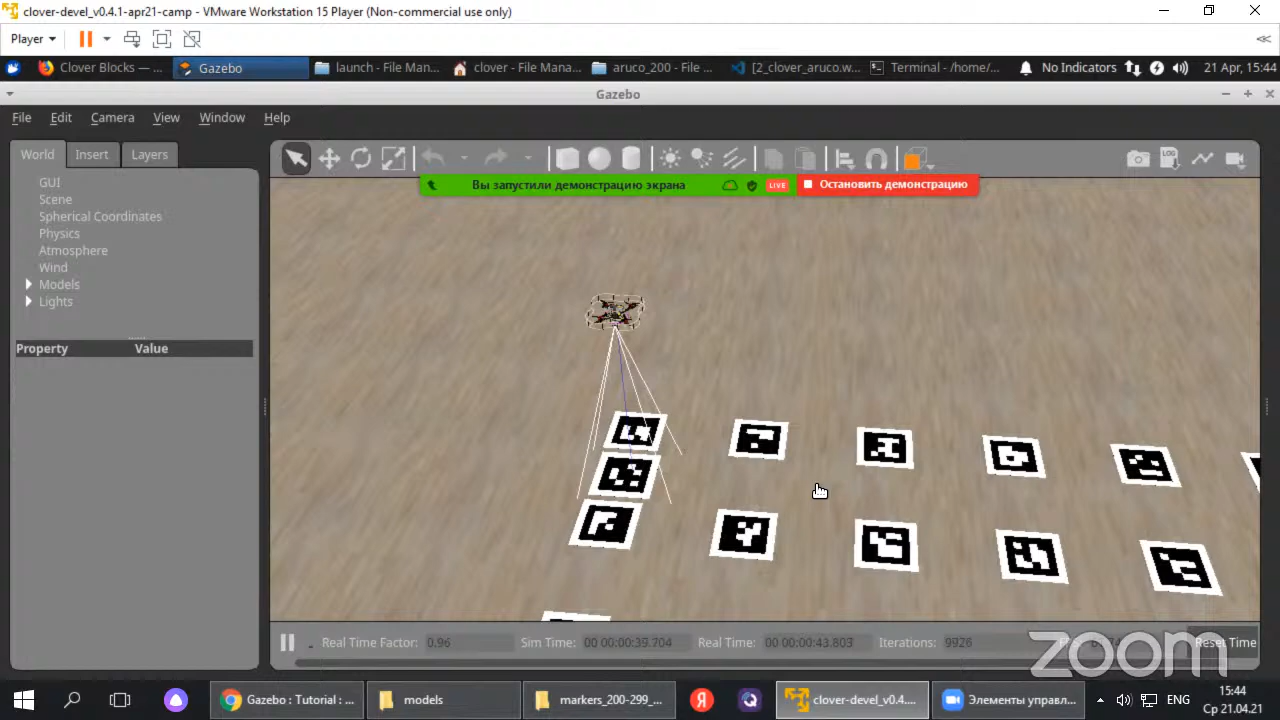 clover-devel_v0.4.1-apr21-camp - VMware Workstation 15 Player (Non-commercial use only)
Player
Clover Blocks — ...
Gazebo
launch - File Man...
clover - File Mana...
aruco_200 - File ...
[2_clover_aruco.w...
Terminal - /home/...
No Indicators
21 Apr, 15:44
Gazebo
File Edit Camera View Window Help
World Insert Layers
LOG
Вы запустили демонстрацию экрана
LIVE
Остановить демонстрацию
GUI
Scene
Spherical Coordinates
Physics
Atmosphere
Wind
Models
Lights
Property Value
Real Time Factor: 0.96 Sim Time: 00 00:00:39.704 Real Time: 00 00:00:43.803 Iterations: 9926
Reset Time
zoom
Gazebo : Tutorial : ...
models
markers_200-299_...
Я
clover-devel_v0.4....
Элементы управл...
ENG
15:44
Ср 21.04.21